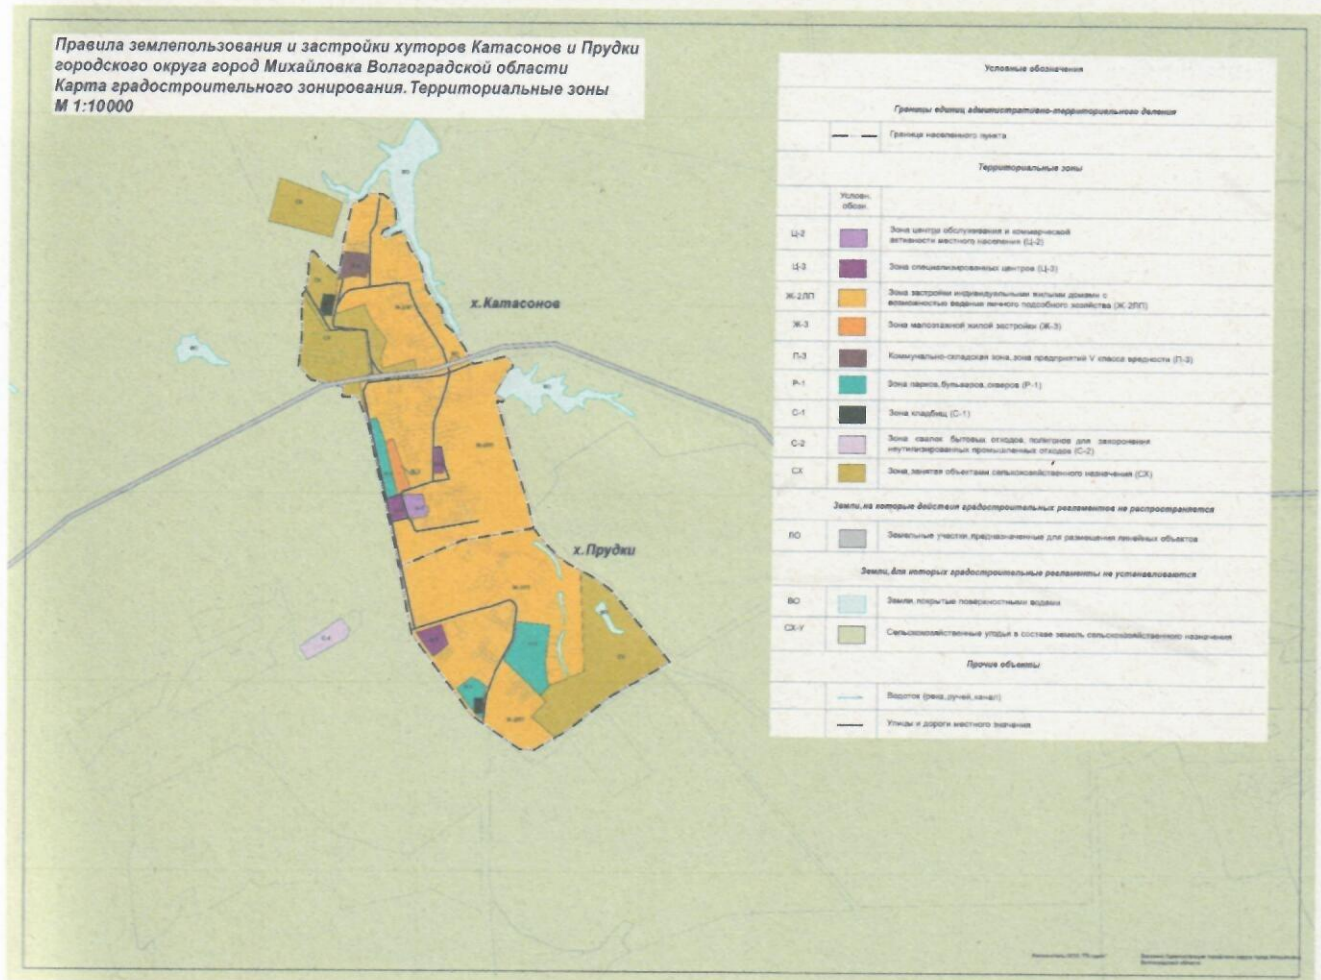 Правила землепользования и застройки хуторов Катасонов и Прудки
городского округа город Михайловка Волгоградской области
Карта градостроительного зонирования. Территориальные зоны
М 1:10000
Условные обозначения
Границы единиц административно-территориального деления
Граница населенного пункта
Территориальные зоны
Условн.
обозн.
Ц-2 Зона центра обслуживания и коммерческой
активности местного населения (Ц-2)
Ц-3 Зона специализированных центров (Ц-3)
Ж-2ЛП Зона застройки индивидуальными жилыми домами с
возможностью ведения личного подсобного хозяйства (Ж-2ЛП)
Ж-3 Зона малоэтажной жилой застройки (Ж-3)
П-3 Коммунально-складская зона, зона предприятий V класса вредности (П-3)
Р-1 Зона парков, бульваров, скверов (Р-1)
С-1 Зона кладбищ (С-1)
С-2 Зона свалок бытовых отходов, полигонов для захоронения
неутилизированных промышленных отходов (С-2)
СХ Зона, занятая объектами сельскохозяйственного назначения (СХ)
Земли, на которые действия градостроительных регламентов не распространяется
ЛО Земельные участки, предназначенные для размещения линейных объектов
Земли, для которых градостроительные регламенты не устанавливаются
ВО Земли, покрытые поверхностными водами
СХ-У Сельскохозяйственные угодья в составе земель сельскохозяйственного назначения
Прочие объекты
Водоток (река, ручей, канал)
Улицы и дороги местного значения
х. Катасонов
х. Прудки